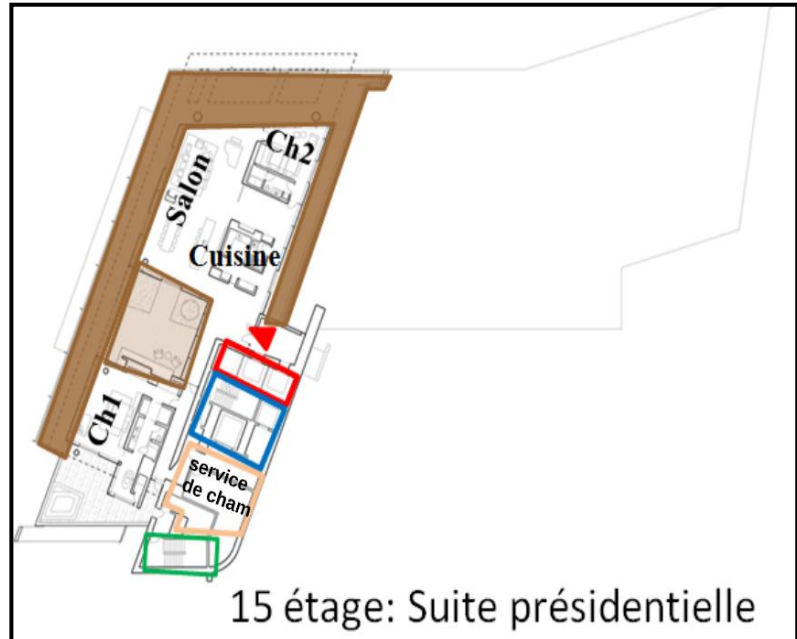 Ch2
Salon
Cuisine
Ch1
service
de cham
15 étage: Suite présidentielle